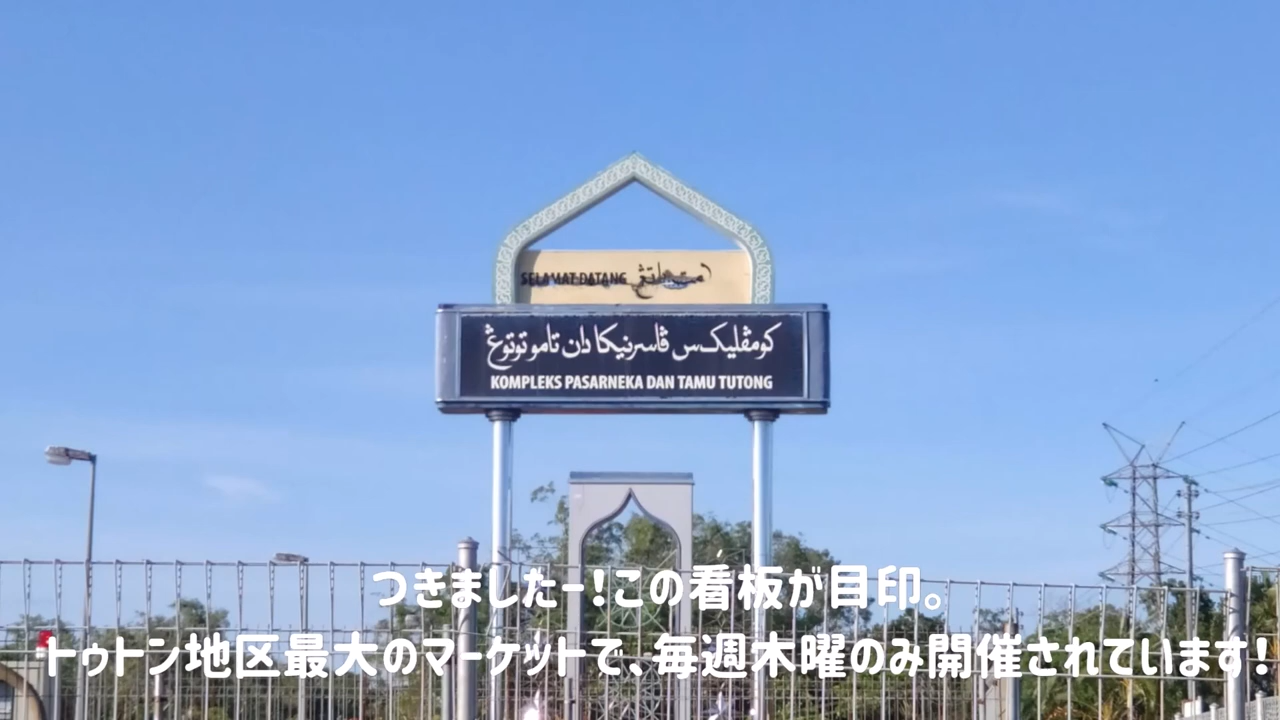 SELAMAT DATANG
كومڤليکس ڤاسرنيکا دان تامو توتوڠ
KOMPLEKS PASARNEKA DAN TAMU TUTONG
つきましたー!この看板が目印。
トゥトン地区最大のマーケットで、毎週木曜のみ開催されています!